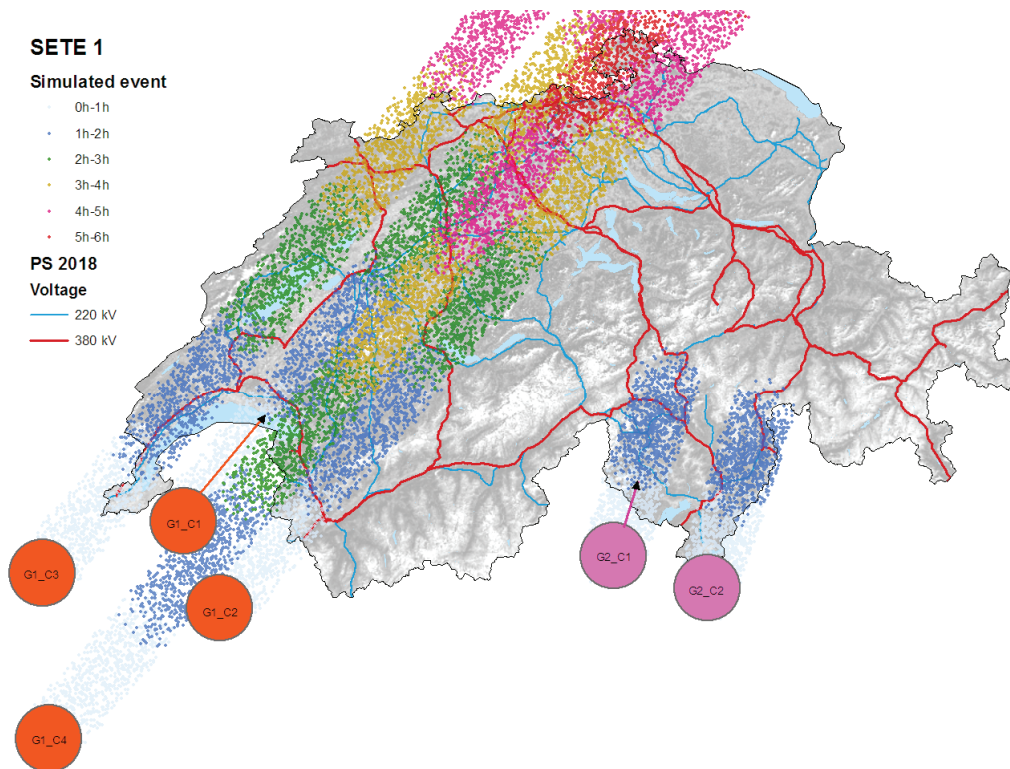 SETE 1
Simulated event
0h-1h
1h-2h
2h-3h
3h-4h
4h-5h
5h-6h
PS 2018
Voltage
220 kV
380 kV
G1_C1
G1_C3
G1_C2
G1_C4
G2_C1
G2_C2